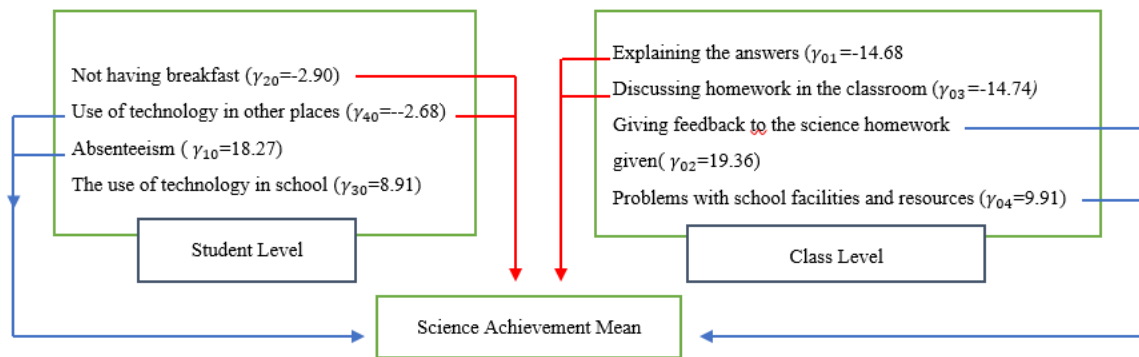 Not having breakfast (γ20=-2.90)
Use of technology in other places (γ40=--2.68)
Absenteeism ( γ10=18.27)
The use of technology in school (γ30=8.91)
Student Level
Explaining the answers (γ01=-14.68
Discussing homework in the classroom (γ03=-14.74)
Giving feedback to the science homework
given( γ02=19.36)
Problems with school facilities and resources (γ04=9.91)
Class Level
Science Achievement Mean